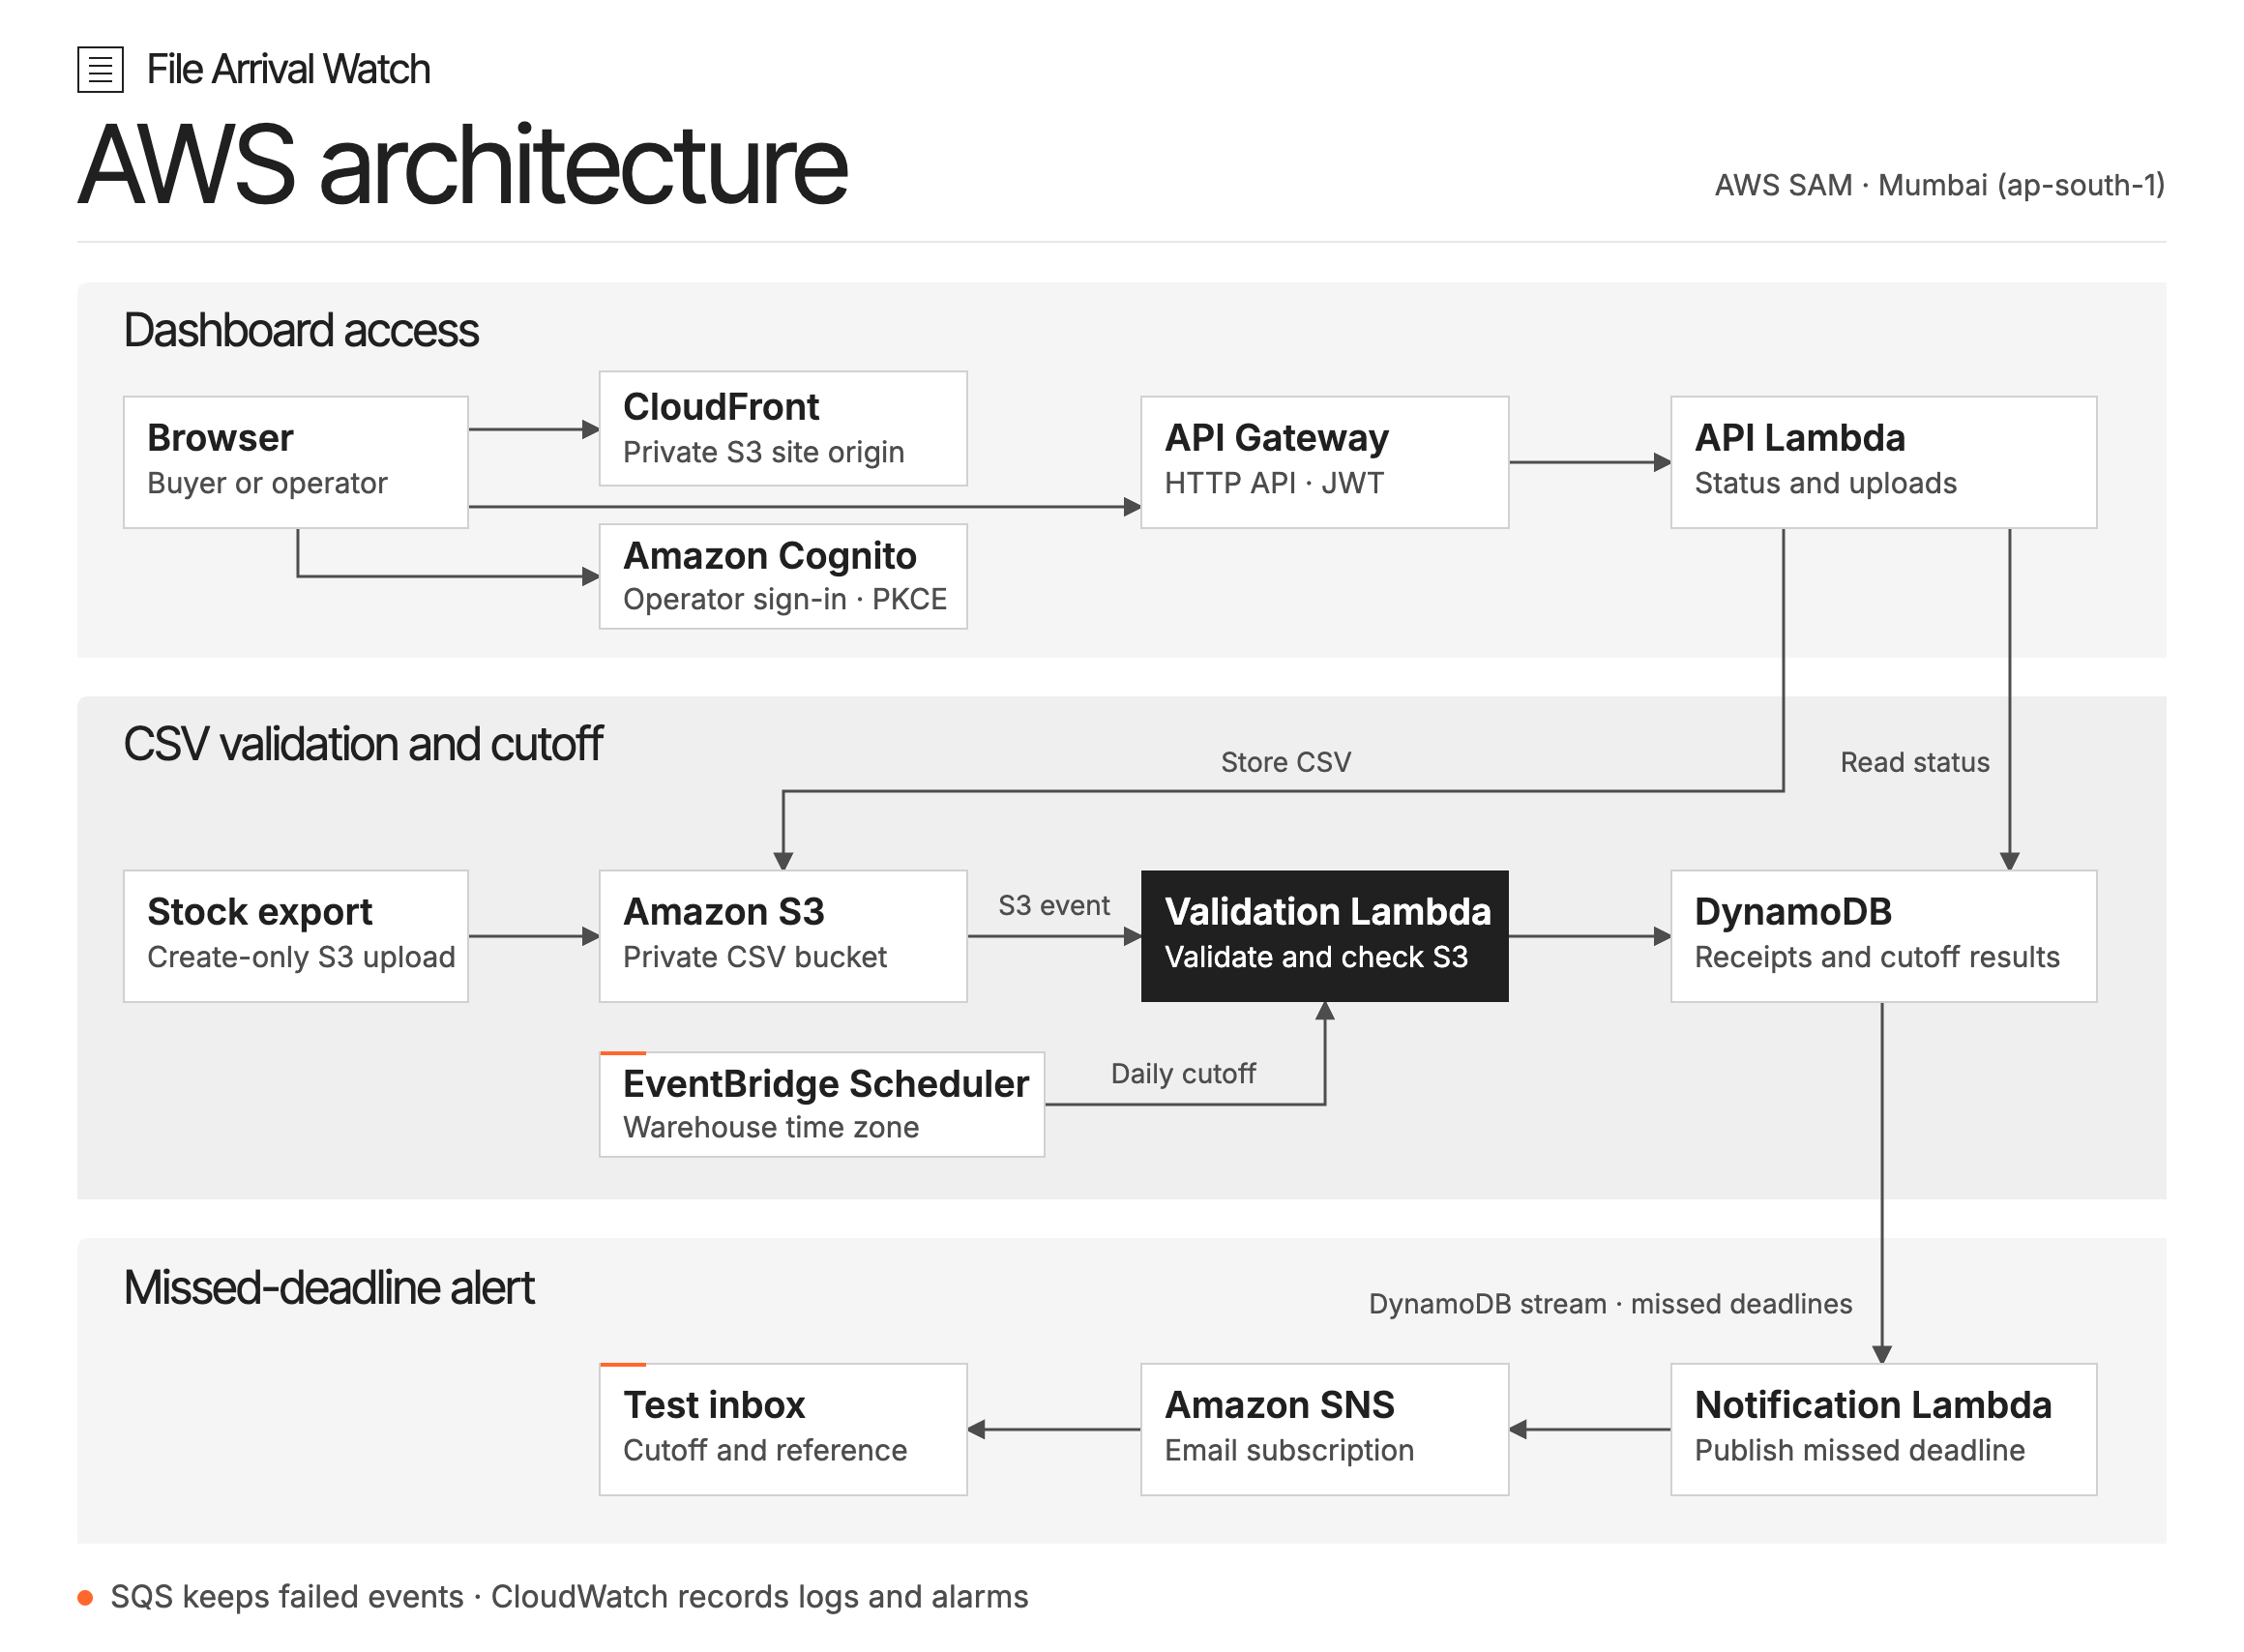 File Arrival Watch
AWS architecture
AWS SAM · Mumbai (ap-south-1)
Dashboard access
Browser
Buyer or operator
CloudFront
Private S3 site origin
API Gateway
HTTP API · JWT
API Lambda
Status and uploads
Amazon Cognito
Operator sign-in · PKCE
CSV validation and cutoff
Store CSV
Read status
Stock export
Create-only S3 upload
Amazon S3
Private CSV bucket
S3 event
Validation Lambda
Validate and check S3
DynamoDB
Receipts and cutoff results
EventBridge Scheduler
Warehouse time zone
Daily cutoff
Missed-deadline alert
DynamoDB stream · missed deadlines
Test inbox
Cutoff and reference
Amazon SNS
Email subscription
Notification Lambda
Publish missed deadline
SQS keeps failed events · CloudWatch records logs and alarms